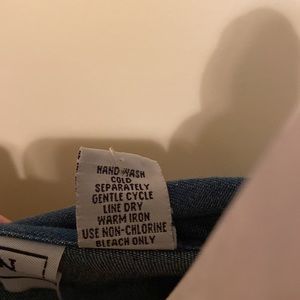 HAND WASH
COLD
SEPARATELY
GENTLE CYCLE
LINE DRY
WARM IRON
USE NON-CHLORINE
BLEACH ONLY